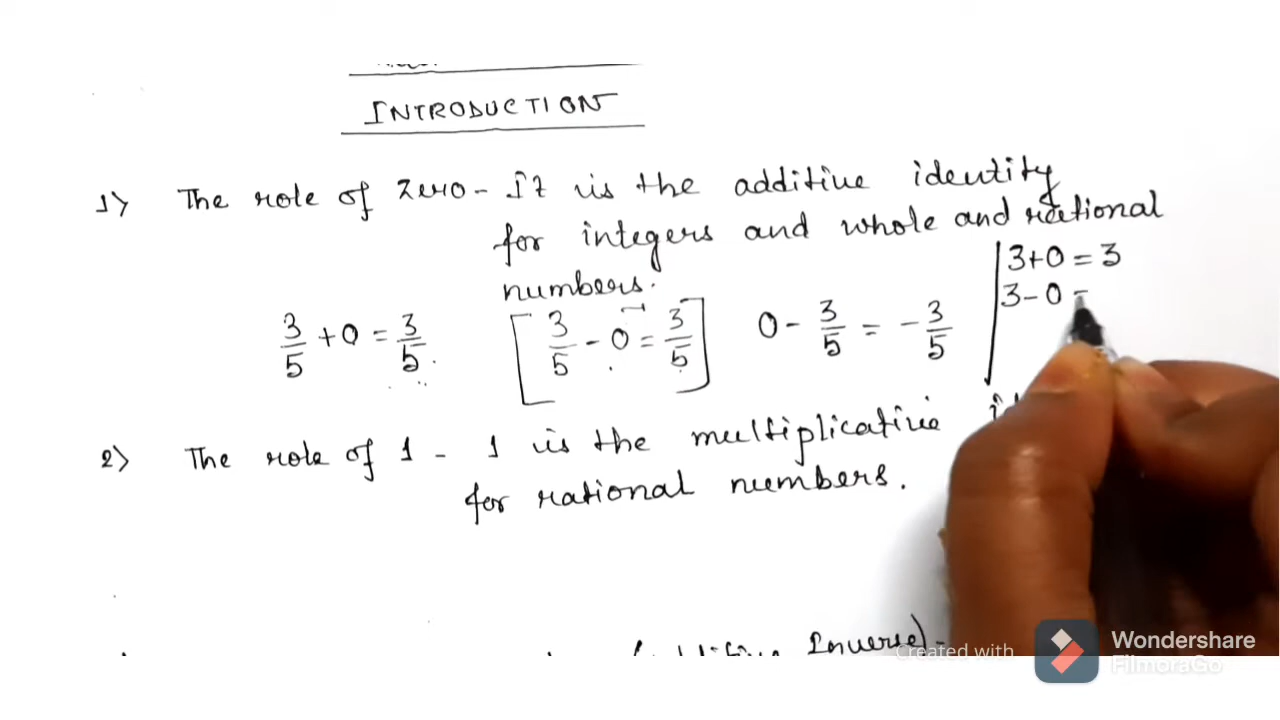 INTRODUCTION
1) The role of Zero - It is the additive identity
for integers and whole and rational
numbers.
3+0=3
3-0=
3/5 +0 = 3/5 [3/5 - 0 = 3/5] 0 - 3/5 = - 3/5
2) The role of 1 - 1 is the multiplicative
for rational numbers.
Inverse) -
Created with
Wondershare
FilmoraGo